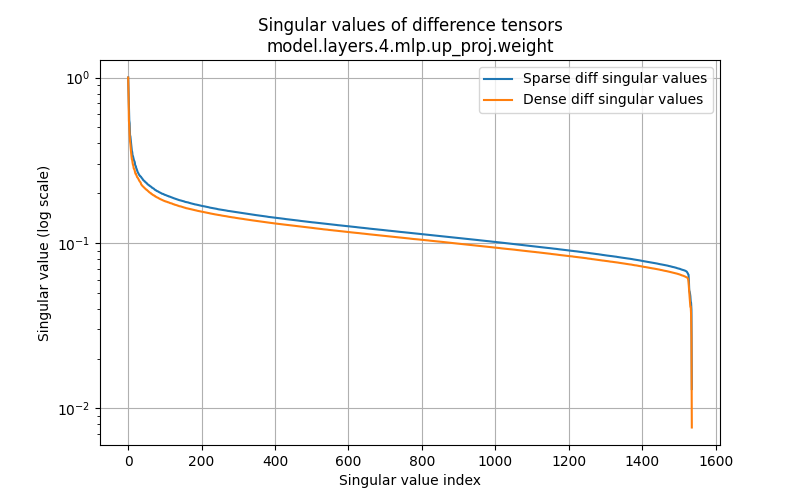 Singular values of difference tensors
model.layers.4.mlp.up_proj.weight
Sparse diff singular values
Dense diff singular values
Singular value (log scale)
10⁰
10⁻¹
10⁻²
0 200 400 600 800 1000 1200 1400 1600
Singular value index